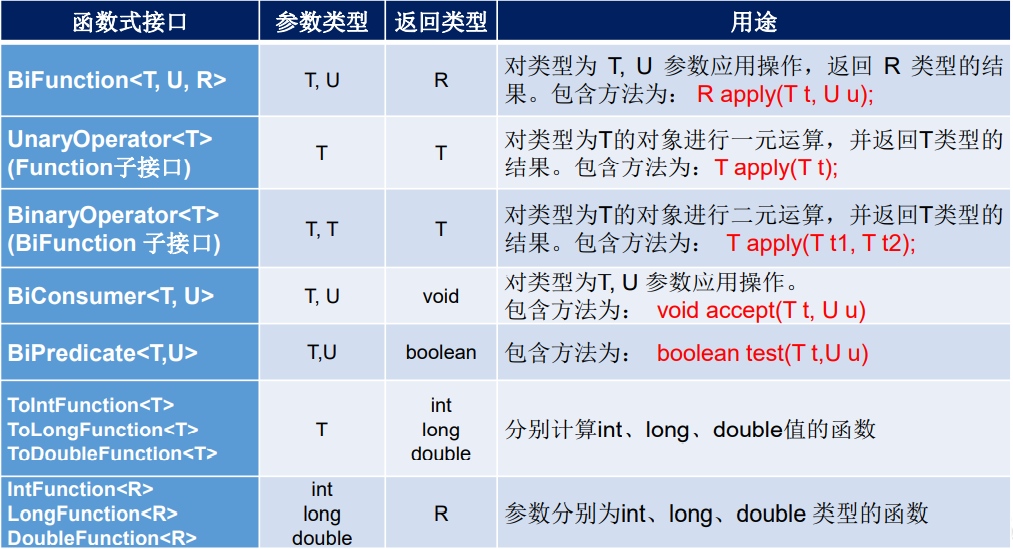 函数式接口 参数类型 返回类型 用途
BiFunction<T, U, R> T, U R 对类型为 T, U 参数应用操作，返回 R 类型的结
果。包含方法为： R apply(T t, U u);
UnaryOperator<T>
(Function子接口) T T 对类型为T的对象进行一元运算，并返回T类型的
结果。包含方法为：T apply(T t);
BinaryOperator<T>
(BiFunction 子接口) T, T T 对类型为T的对象进行二元运算，并返回T类型的
结果。包含方法为： T apply(T t1, T t2);
BiConsumer<T, U> T, U void 对类型为T, U 参数应用操作。
包含方法为： void accept(T t, U u)
BiPredicate<T,U> T,U boolean 包含方法为： boolean test(T t,U u)
ToIntFunction<T>
ToLongFunction<T>
ToDoubleFunction<T>
T
int
long
double
分别计算int、long、double值的函数
IntFunction<R>
LongFunction<R>
DoubleFunction<R>
int
long
double
R
参数分别为int、long、double 类型的函数